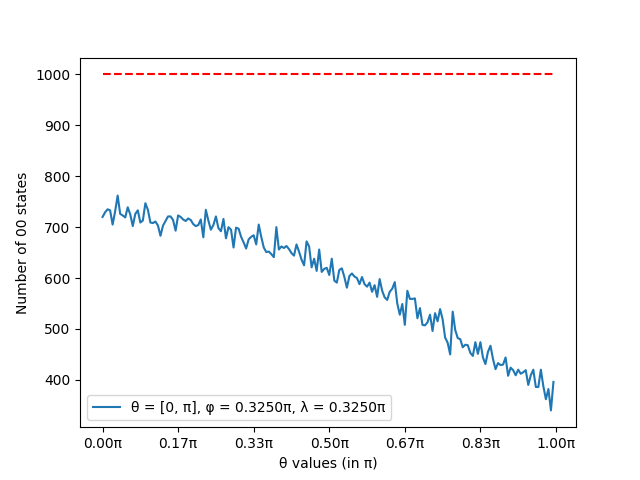 Number of 00 states
1000
900
800
700
600
500
400
θ = [0, π], φ = 0.3250π, λ = 0.3250π
0.00π 0.17π 0.33π 0.50π 0.67π 0.83π 1.00π
θ values (in π)